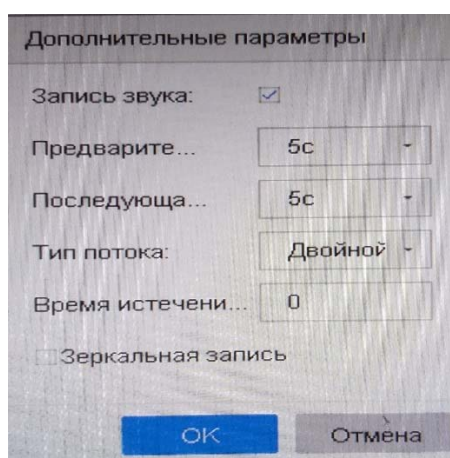 Дополнительные параметры
Запись звука:
Предварите... 5с
Последующа... 5с
Тип потока: Двойной
Время истечени... 0
Зеркальная запись
OK Отмена